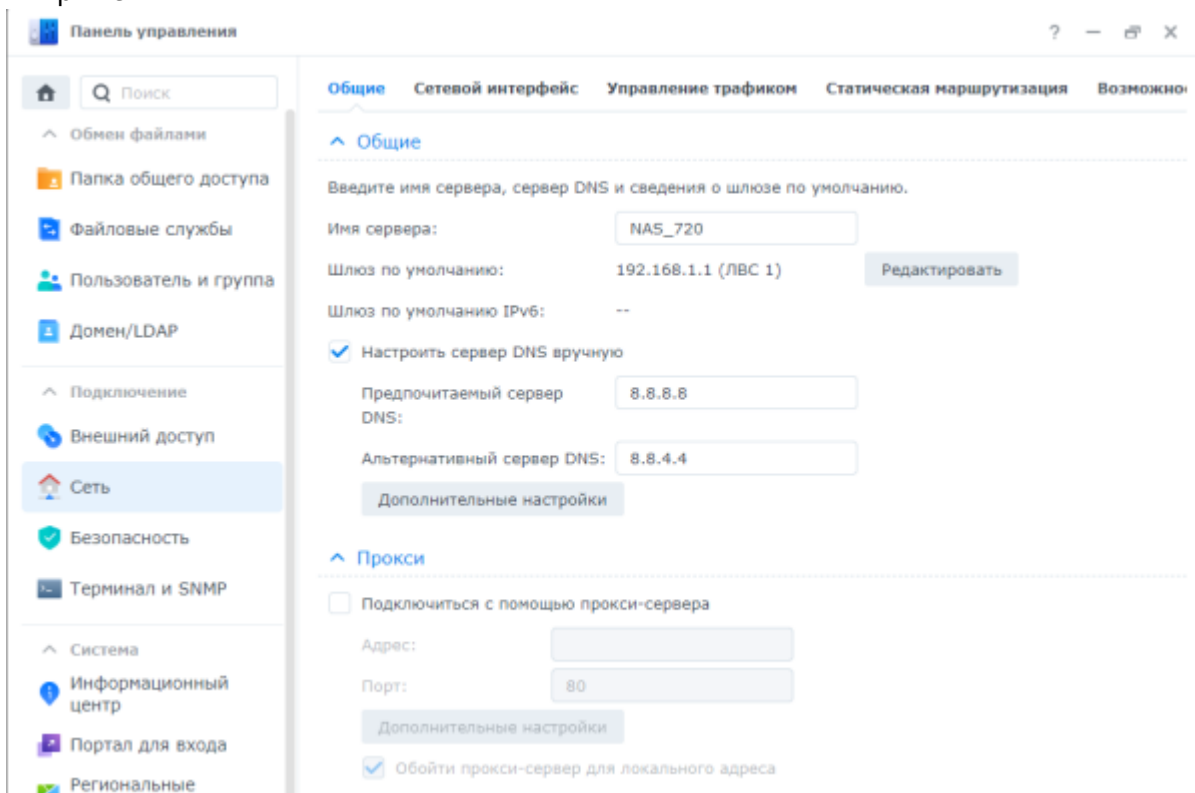 Панель управления
?
Поиск
Обмен файлами
Папка общего доступа
Файловые службы
Пользователь и группа
Домен/LDAP
Подключение
Внешний доступ
Сеть
Безопасность
Терминал и SNMP
Система
Информационный
центр
Портал для входа
Региональные
Общие Сетевой интерфейс Управление трафиком Статическая маршрутизация Возможнос
Общие
Введите имя сервера, сервер DNS и сведения о шлюзе по умолчанию.
Имя сервера: NAS_720
Шлюз по умолчанию: 192.168.1.1 (ЛВС 1) Редактировать
Шлюз по умолчанию IPv6: --
Настроить сервер DNS вручную
Предпочитаемый сервер 8.8.8.8
DNS:
Альтернативный сервер DNS: 8.8.4.4
Дополнительные настройки
Прокси
Подключиться с помощью прокси-сервера
Адрес:
Порт: 80
Дополнительные настройки
Обойти прокси-сервер для локального адреса